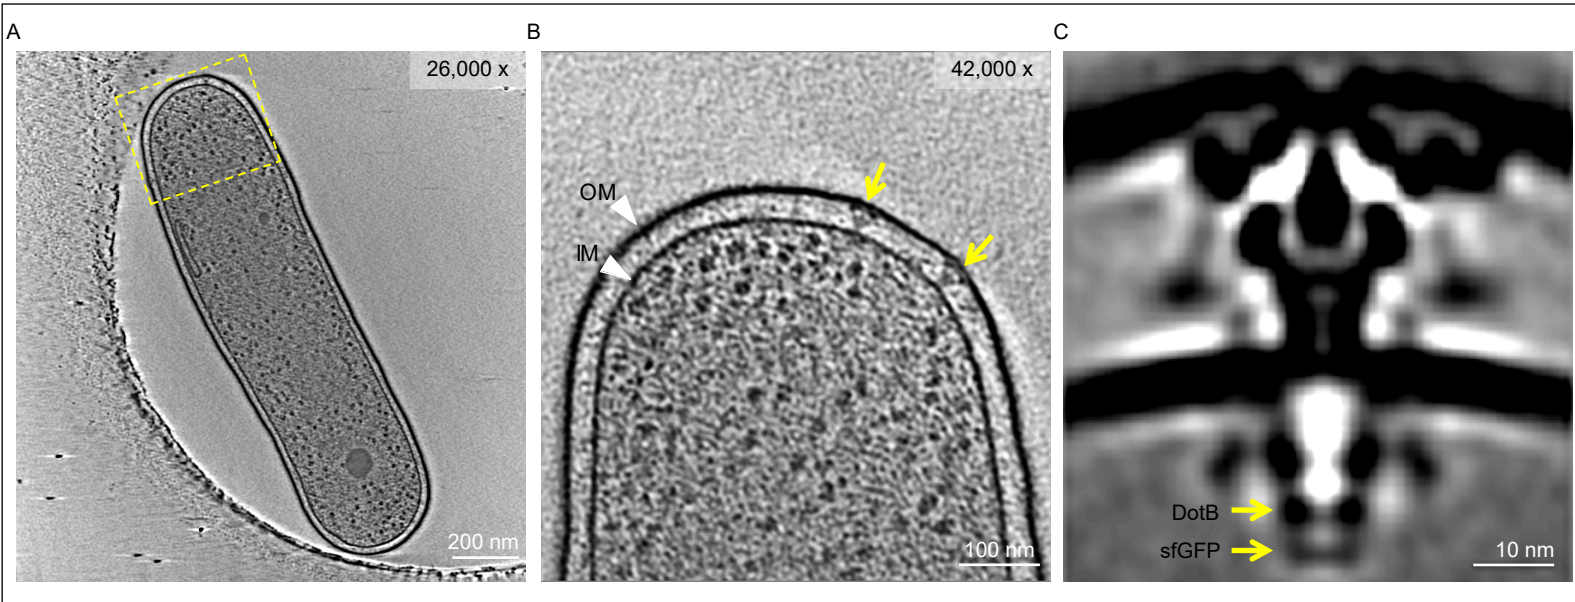 A
B
C
26,000 x
42,000 x
OM
IM
DotB
sfGFP
200 nm
100 nm
10 nm